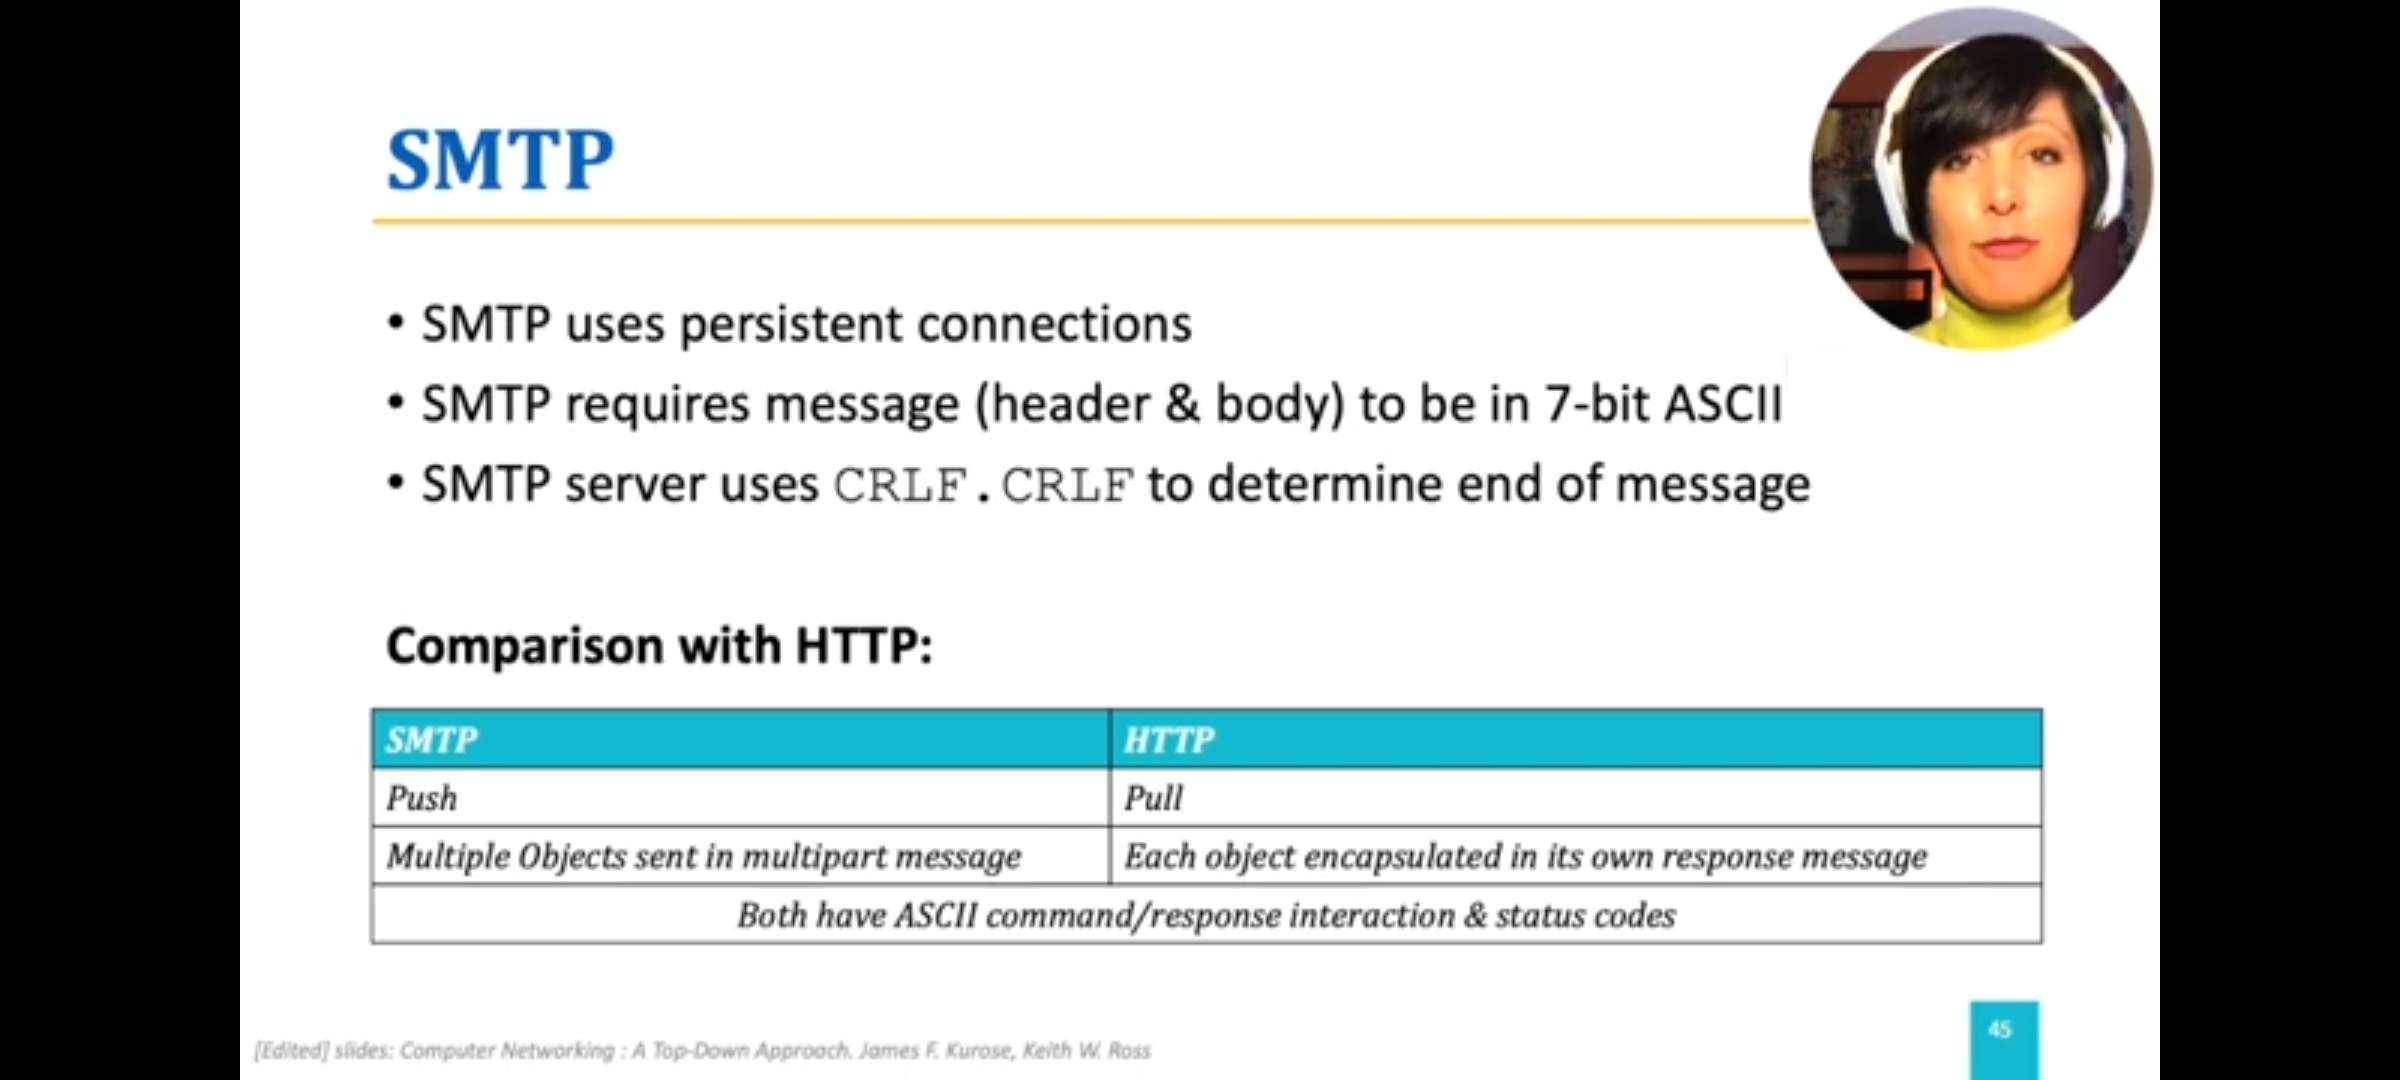 SMTP
• SMTP uses persistent connections
• SMTP requires message (header & body) to be in 7-bit ASCII
• SMTP server uses CRLF.CRLF to determine end of message
Comparison with HTTP:
SMTP HTTP
Push Pull
Multiple Objects sent in multipart message Each object encapsulated in its own response message
Both have ASCII command/response interaction & status codes
[Edited] slides: Computer Networking : A Top-Down Approach. James F. Kurose, Keith W. Ross
45